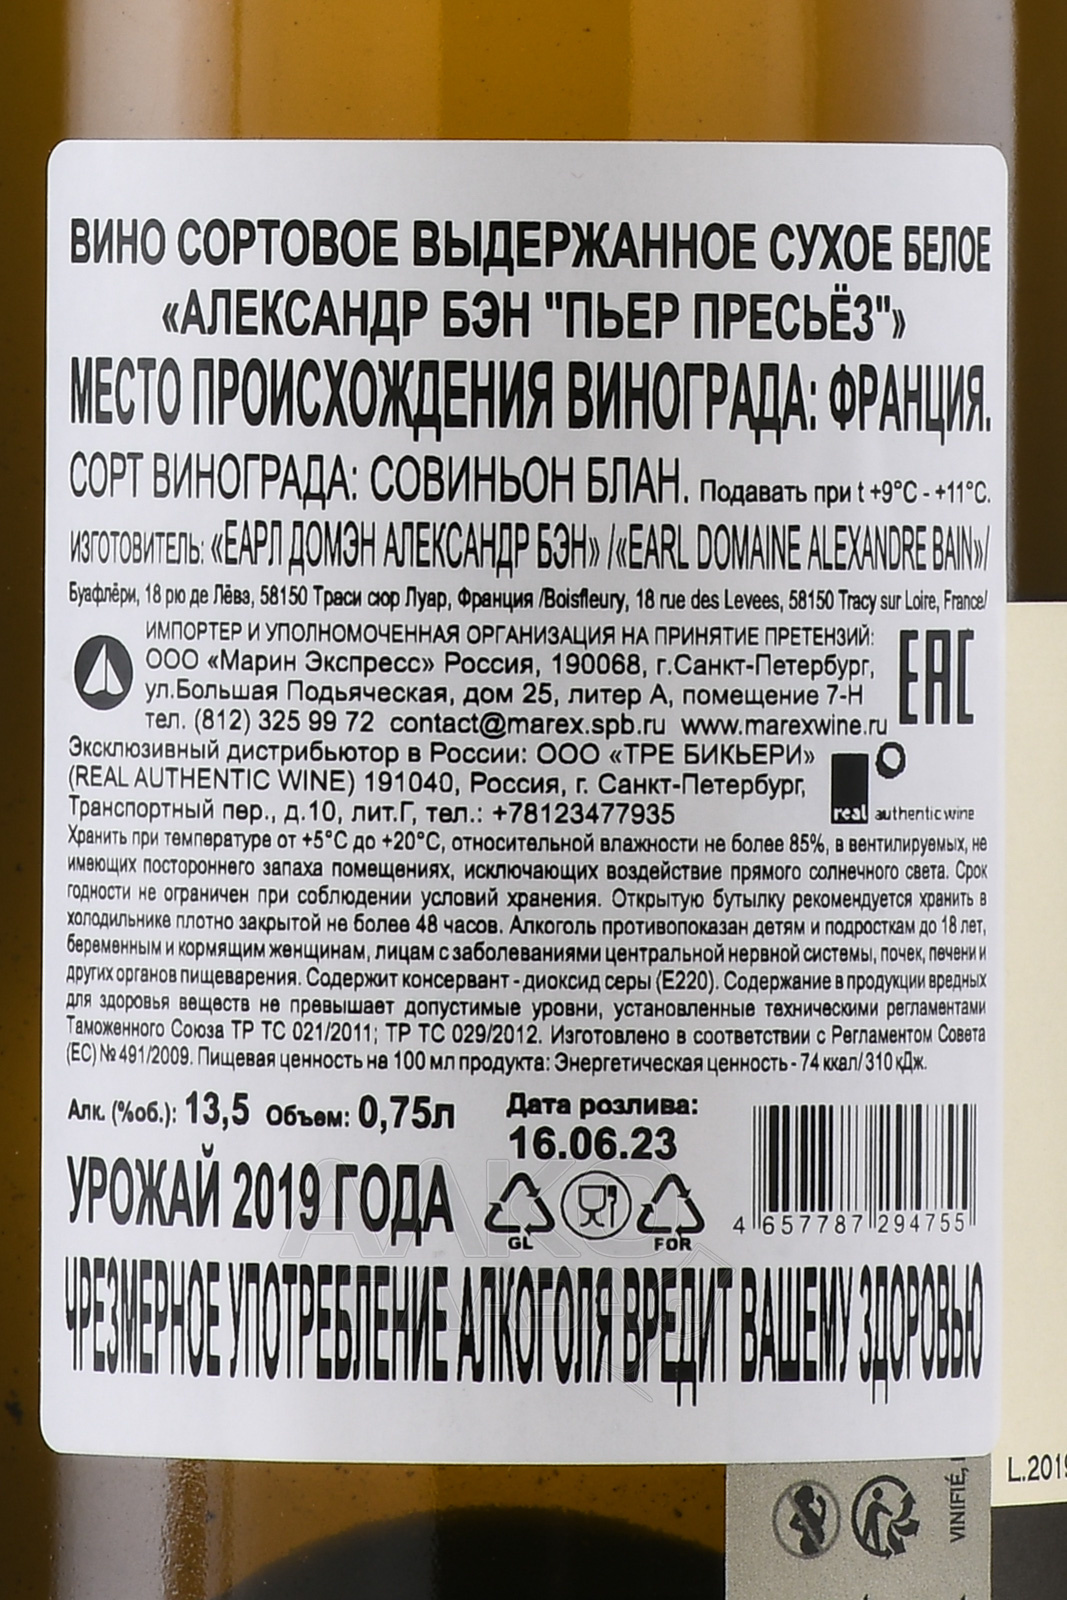 ВИНО СОРТОВОЕ ВЫДЕРЖАННОЕ СУХОЕ БЕЛОЕ
«АЛЕКСАНДР БЭН "ПЬЕР ПРЕСЬЁЗ"»
МЕСТО ПРОИСХОЖДЕНИЯ ВИНОГРАДА: ФРАНЦИЯ.
СОРТ ВИНОГРАДА: СОВИНЬОН БЛАН. Подавать при t +9°C - +11°C.
ИЗГОТОВИТЕЛЬ: «ЕАРЛ ДОМЭН АЛЕКСАНДР БЭН» /«EARL DOMAINE ALEXANDRE BAIN»/
Буафлёри, 18 рю де Лёвэ, 58150 Траси сюр Луар, Франция /Boisfleury, 18 rue des Levees, 58150 Tracy sur Loire, France/
ИМПОРТЕР И УПОЛНОМОЧЕННАЯ ОРГАНИЗАЦИЯ НА ПРИНЯТИЕ ПРЕТЕНЗИЙ:
ООО «Марин Экспресс» Россия, 190068, г.Санкт-Петербург,
ул.Большая Подьяческая, дом 25, литер А, помещение 7-Н
тел. (812) 325 99 72 contact@marex.spb.ru www.marexwine.ru
EAC
Эксклюзивный дистрибьютор в России: ООО «ТРЕ БИКЬЕРИ»
(REAL AUTHENTIC WINE) 191040, Россия, г. Санкт-Петербург,
Транспортный пер., д.10, лит.Г, тел.: +78123477935
real authentic wine
Хранить при температуре от +5°C до +20°C, относительной влажности не более 85%, в вентилируемых, не
имеющих постороннего запаха помещениях, исключающих воздействие прямого солнечного света. Срок
годности не ограничен при соблюдении условий хранения. Открытую бутылку рекомендуется хранить в
холодильнике плотно закрытой не более 48 часов. Алкоголь противопоказан детям и подросткам до 18 лет,
беременным и кормящим женщинам, лицам с заболеваниями центральной нервной системы, почек, печени и
других органов пищеварения. Содержит консервант - диоксид серы (Е220). Содержание в продукции вредных
для здоровья веществ не превышает допустимые уровни, установленные техническими регламентами
Таможенного Союза ТР ТС 021/2011; ТР ТС 029/2012. Изготовлено в соответствии с Регламентом Совета
(ЕС) № 491/2009. Пищевая ценность на 100 мл продукта: Энергетическая ценность - 74 ккал/ 310 кДж.
Алк. (%об.): 13,5 Объем: 0,75л
Дата розлива:
16.06.23
УРОЖАЙ 2019 ГОДА
GL
FOR
4 657787 294755
ЧРЕЗМЕРНОЕ УПОТРЕБЛЕНИЕ АЛКОГОЛЯ ВРЕДИТ ВАШЕМУ ЗДОРОВЬЮ
VINIFIÉ,
L.2019